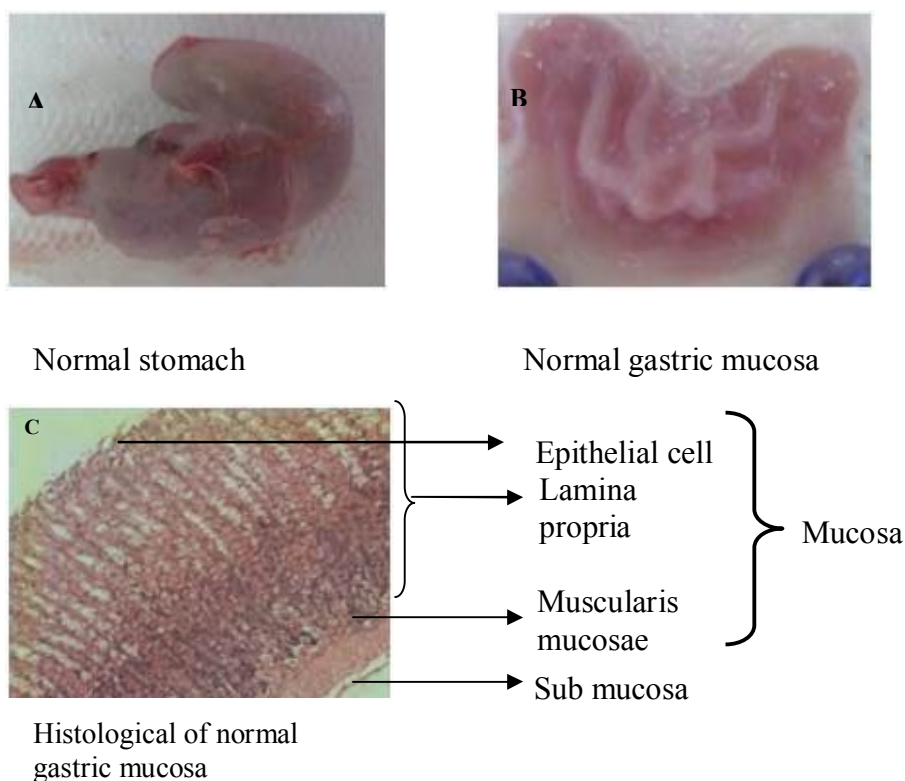 A
B
Normal stomach
Normal gastric mucosa
C
Epithelial cell
Lamina
propria
Muscularis
mucosae
Sub mucosa
Mucosa
Histological of normal
gastric mucosa